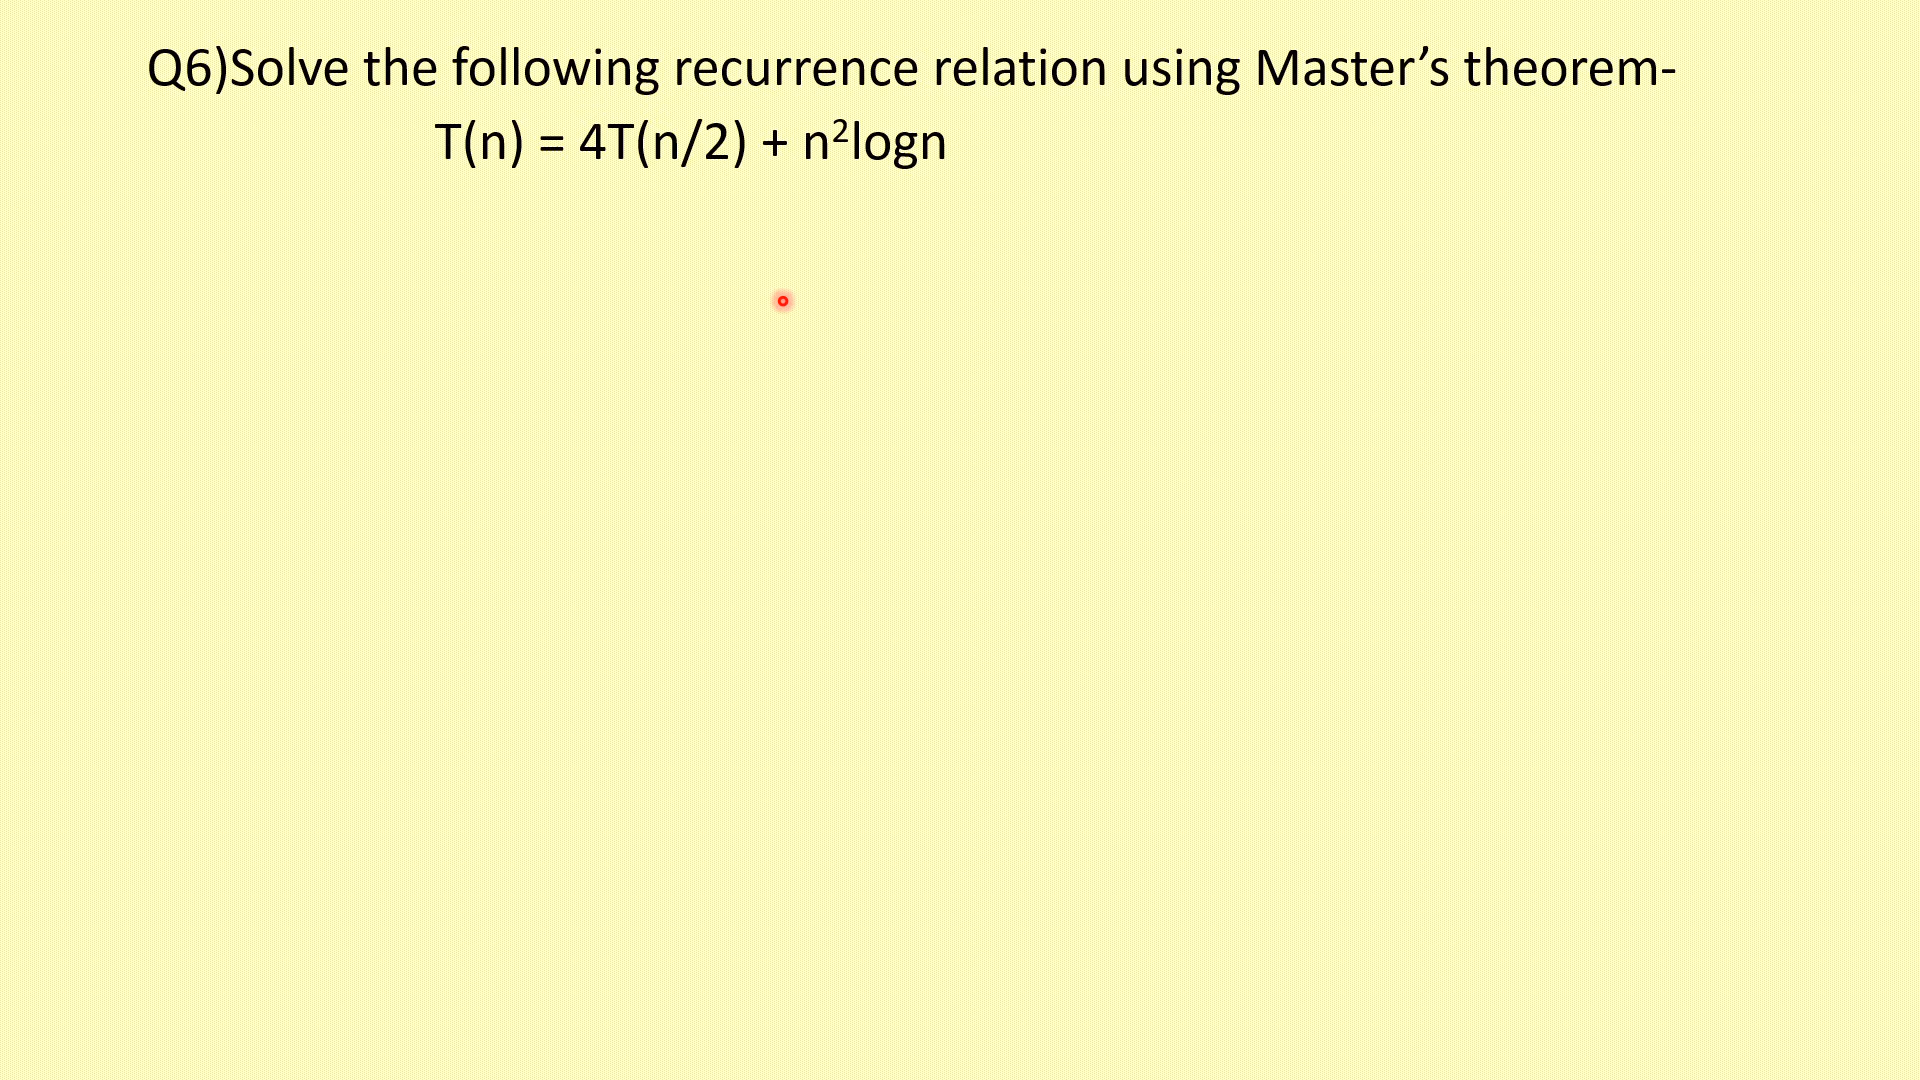 Q6)Solve the following recurrence relation using Master’s theorem-
T(n) = 4T(n/2) + n²logn